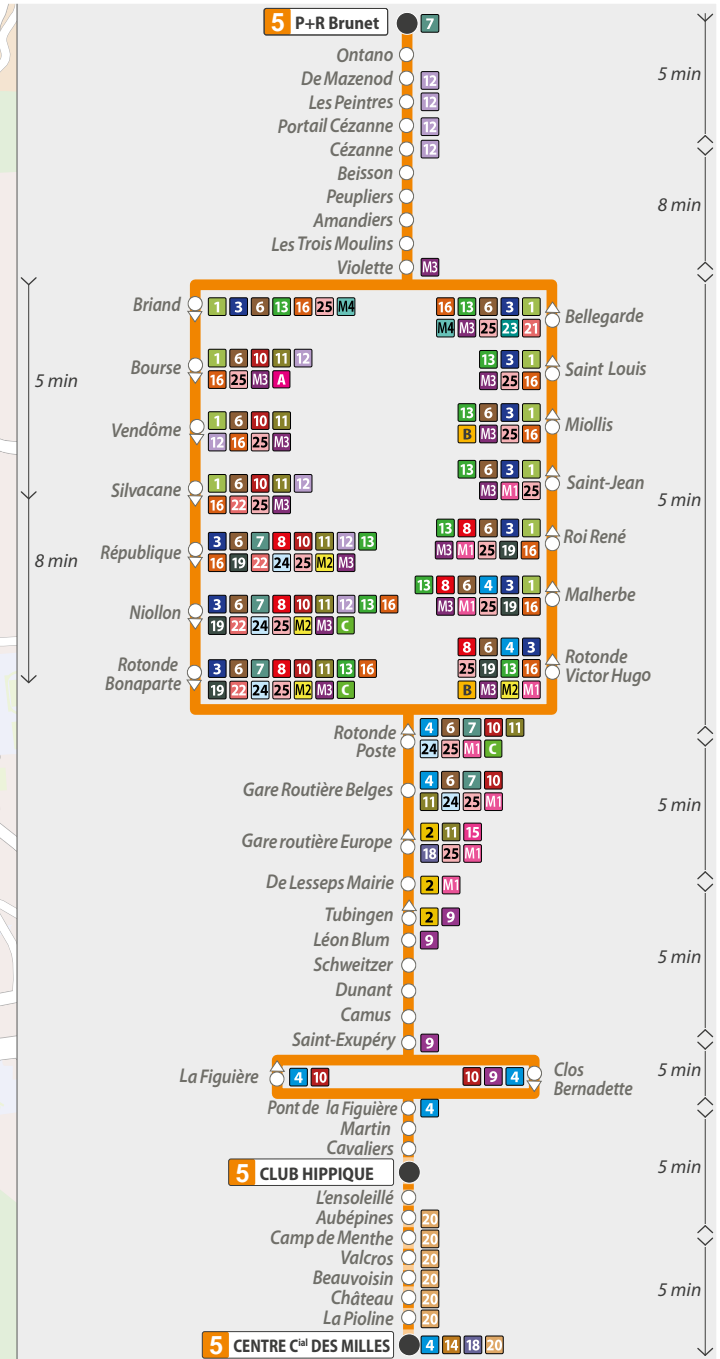 5 P+R Brunet 7
Ontano
5 min
De Mazenod 12
Les Peintres 12
Portail Cézanne 12
Cézanne 12
Beisson
Peupliers
8 min
Amandiers
Les Trois Moulins
Violette M3
Briand 1 3 6 13 16 25 M4
16 13 6 3 1
M4 M3 25 23 21
Bellegarde
Bourse 1 6 10 11 12
16 25 M3 A
13 3 1
M3 25 16
Saint Louis
5 min
Vendôme 1 6 10 11
12 16 25 M3
13 6 3 1
B M3 25 16
Miollis
Silvacane 1 6 10 11 12
16 22 25 M3
13 6 3 1
M3 M1 25
Saint-Jean
5 min
République 3 6 7 8 10 11 12 13
16 19 22 24 25 M2 M3
8 min
13 8 6 3 1
M3 M1 25 19 16
Roi René
Niollon 3 6 7 8 10 11 12 13 16
19 22 24 25 M2 M3 C
13 8 6 4 3 1
M3 M1 25 19 16
Malherbe
Rotonde
Bonaparte
3 6 7 8 10 11 13 16
19 22 24 25 M2 M3 C
8 6 4 3
25 19 13 16
B M3 M2 M1
Rotonde
Victor Hugo
Rotonde
Poste
4 6 7 10 11
24 25 M1 C
Gare Routière Belges 4 6 7 10
11 24 25 M1
5 min
Gare routière Europe 2 11 15
18 25 M1
De Lesseps Mairie 2 M1
Tubingen 2 9
Léon Blum 9
5 min
Schweitzer
Dunant
Camus
Saint-Exupéry 9
La Figuière 4 10
10 9 4 Clos
Bernadette
5 min
Pont de la Figuière 4
Martin
Cavaliers
5 min
5 CLUB HIPPIQUE
L'ensoleillé
Aubépines 20
Camp de Menthe 20
Valcros 20
Beauvoisin 20
5 min
Château 20
La Pioline 20
5 CENTRE Cial DES MILLES 4 14 18 20